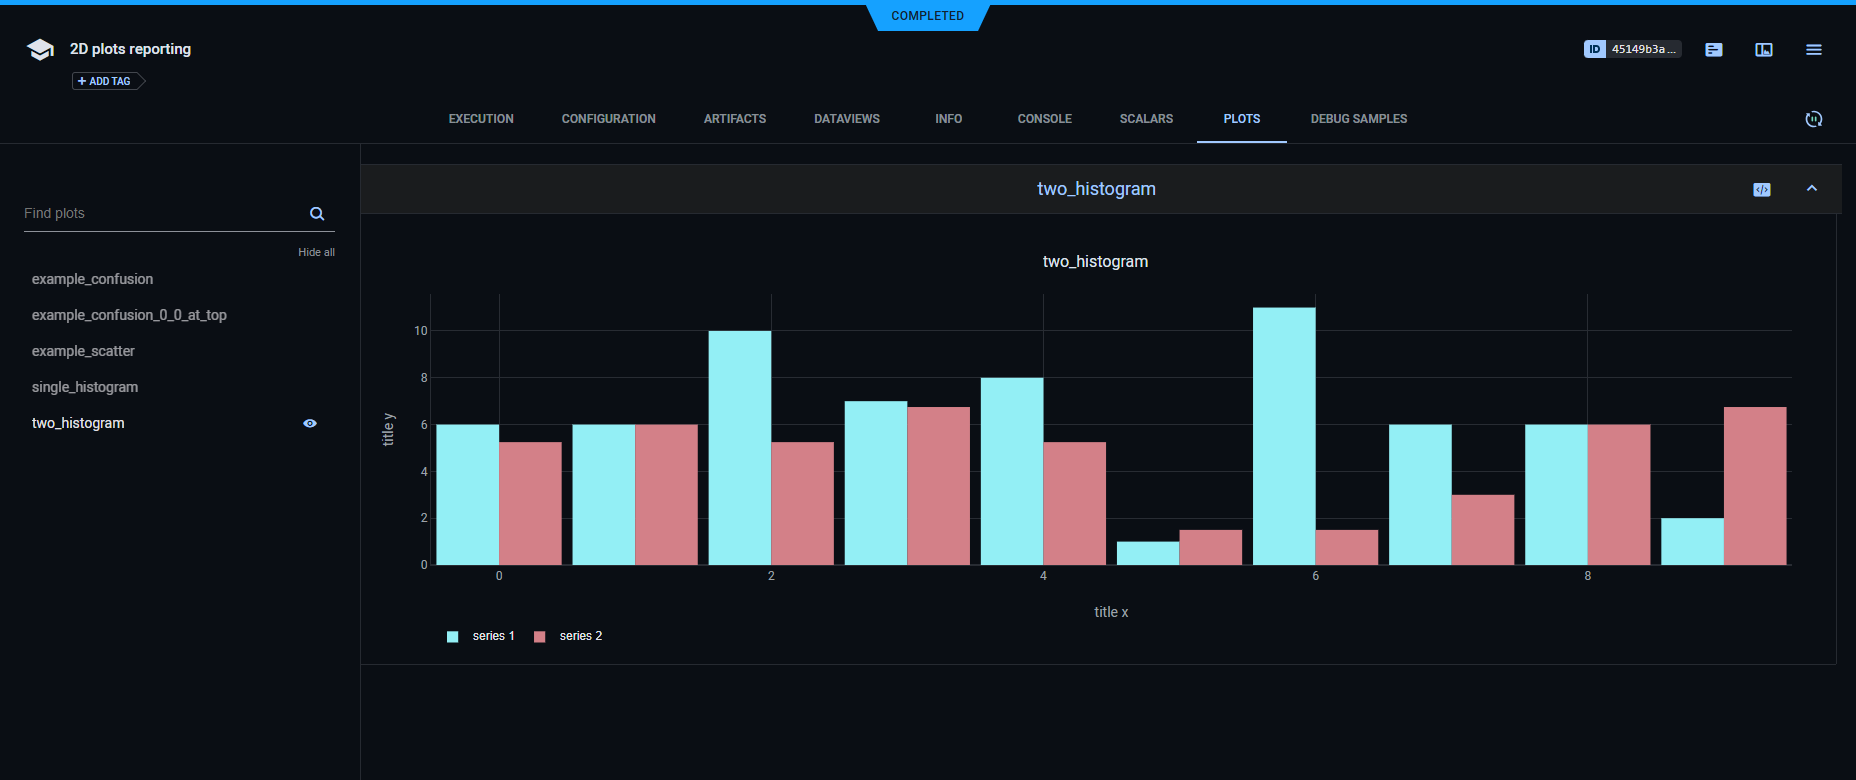 COMPLETED
2D plots reporting
ID 45149b3a ...
+ ADD TAG
EXECUTION CONFIGURATION ARTIFACTS DATAVIEWS INFO CONSOLE SCALARS PLOTS DEBUG SAMPLES
Find plots
Hide all
example_confusion
example_confusion_0_0_at_top
example_scatter
single_histogram
two_histogram
two_histogram
two_histogram
title y
10
8
6
4
2
0
0 2 4 6 8
title x
series 1 series 2